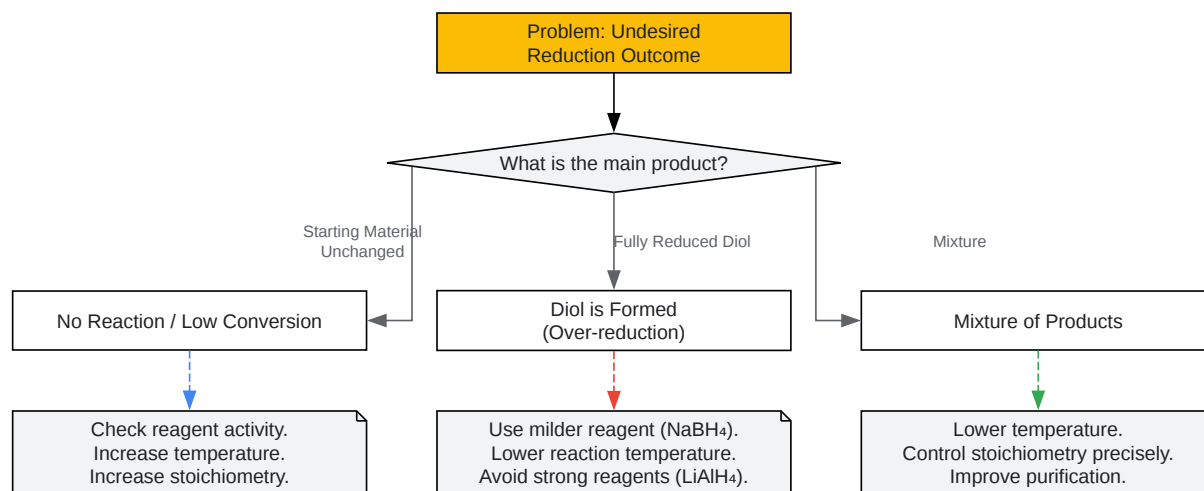 Problem: Undesired
Reduction Outcome
What is the main product?
Starting Material
Unchanged
Fully Reduced Diol
Mixture
No Reaction / Low Conversion
Diol is Formed
(Over-reduction)
Mixture of Products
Check reagent activity.
Increase temperature.
Increase stoichiometry.
Use milder reagent (NaBH₄).
Lower reaction temperature.
Avoid strong reagents (LiAlH₄).
Lower temperature.
Control stoichiometry precisely.
Improve purification.